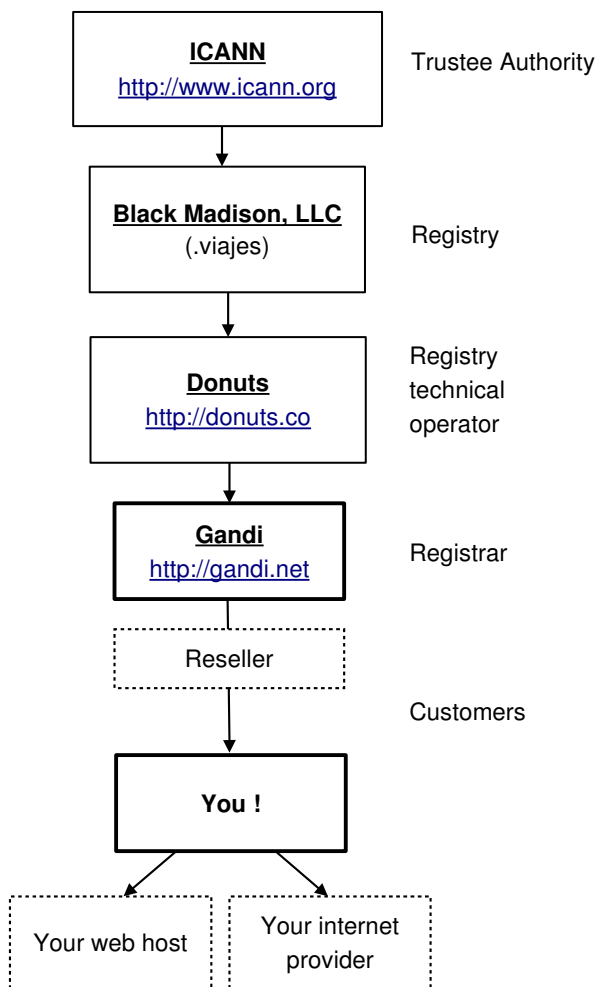 ICANN
http://www.icann.org
Trustee Authority
Black Madison, LLC
(.viajes)
Registry
Donuts
http://donuts.co
Registry
technical
operator
Gandi
http://gandi.net
Registrar
Reseller
Customers
You !
Your web host
Your internet
provider